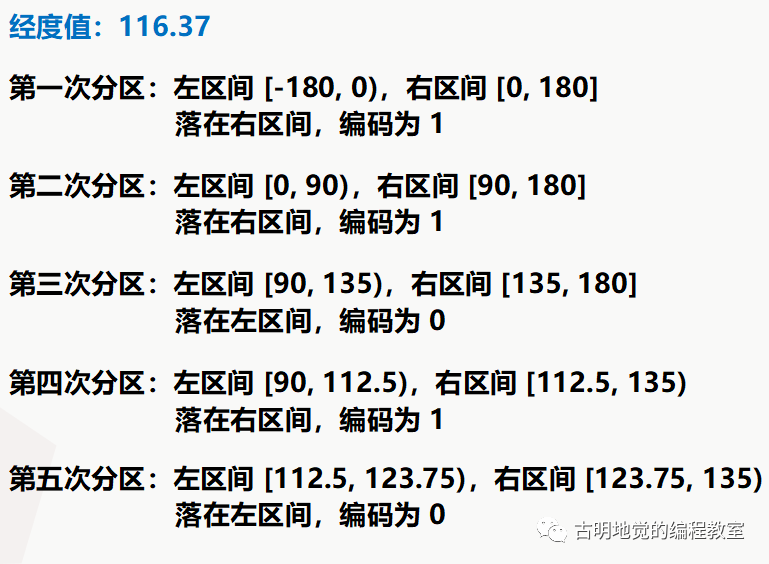 经度值：116.37
第一次分区：左区间 [-180, 0)，右区间 [0, 180]
落在右区间，编码为 1
第二次分区：左区间 [0, 90)，右区间 [90, 180]
落在右区间，编码为 1
第三次分区：左区间 [90, 135)，右区间 [135, 180]
落在左区间，编码为 0
第四次分区：左区间 [90, 112.5)，右区间 [112.5, 135)
落在右区间，编码为 1
第五次分区：左区间 [112.5, 123.75)，右区间 [123.75, 135)
落在左区间，编码为 0
古明地觉的编程教室